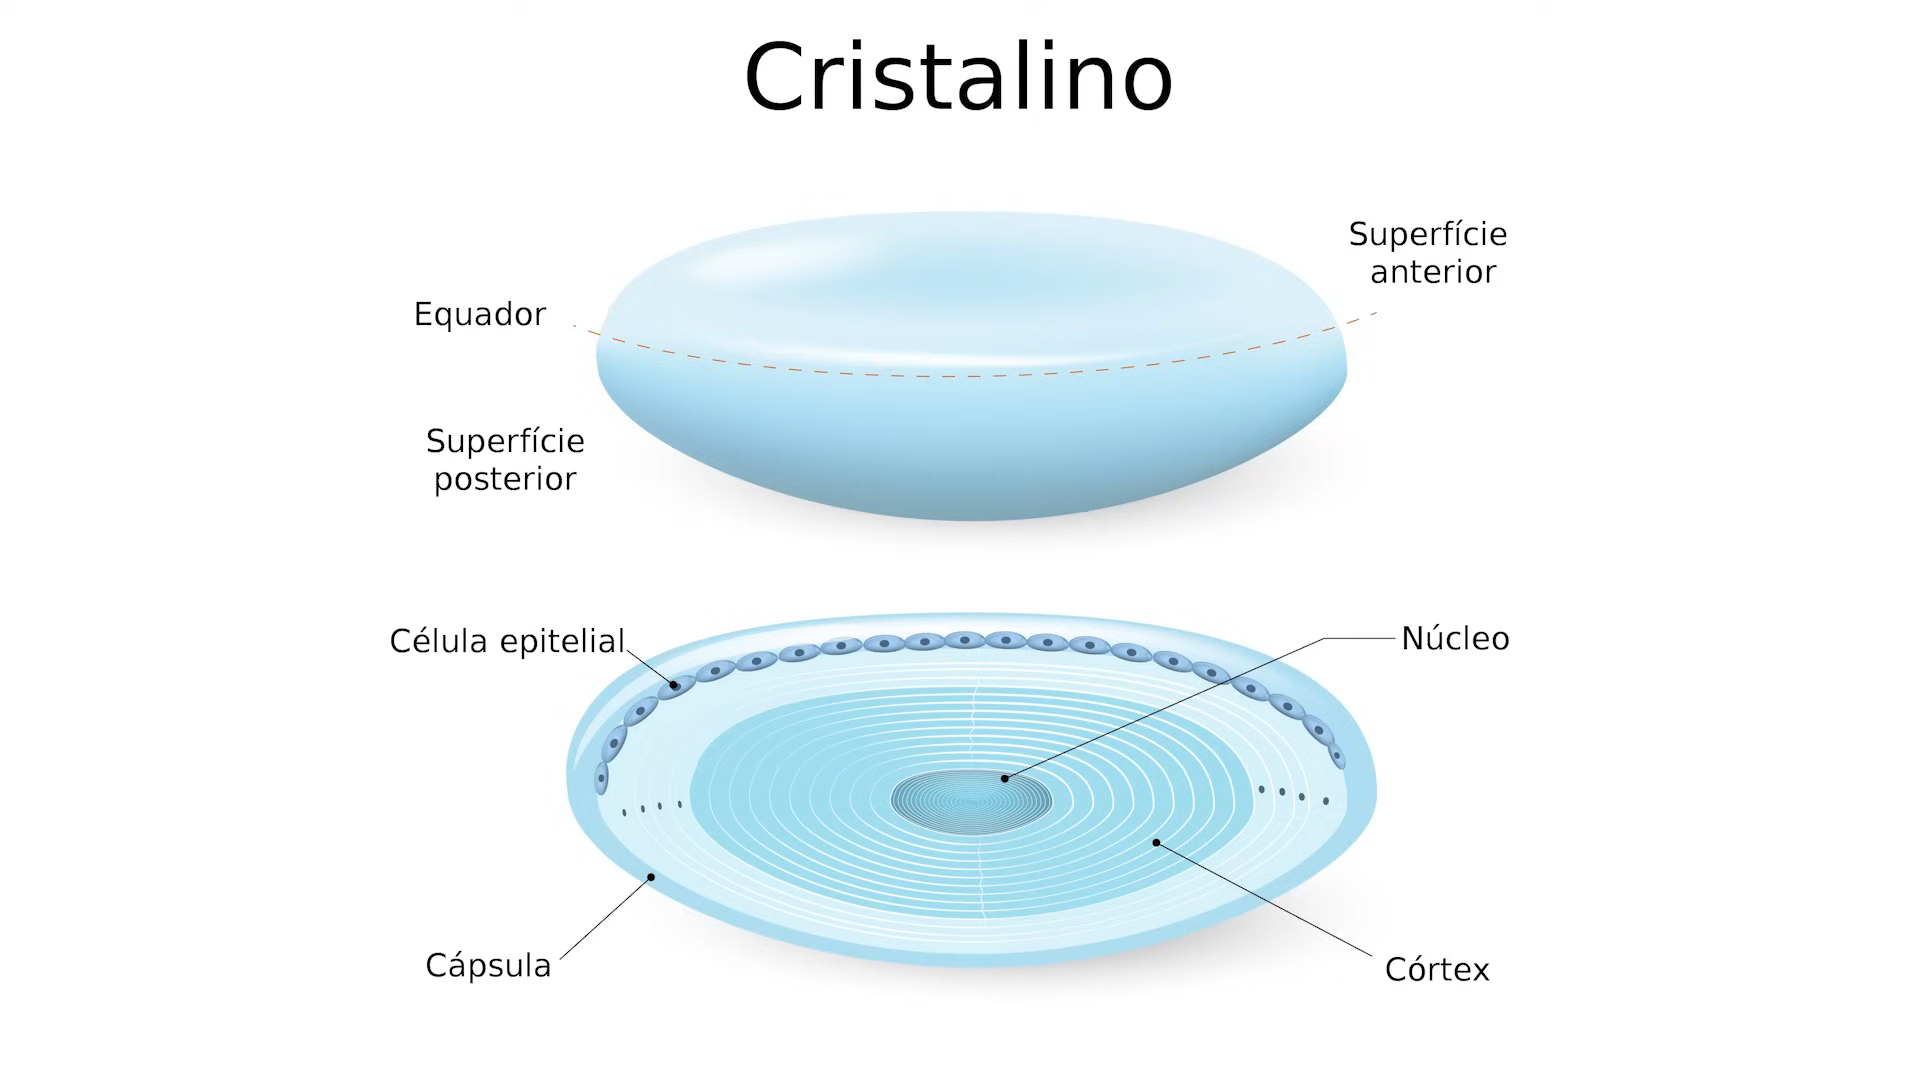 Cristalino
Superfície
anterior
Equador
Superfície
posterior
Célula epitelial
Núcleo
Cápsula
Córtex